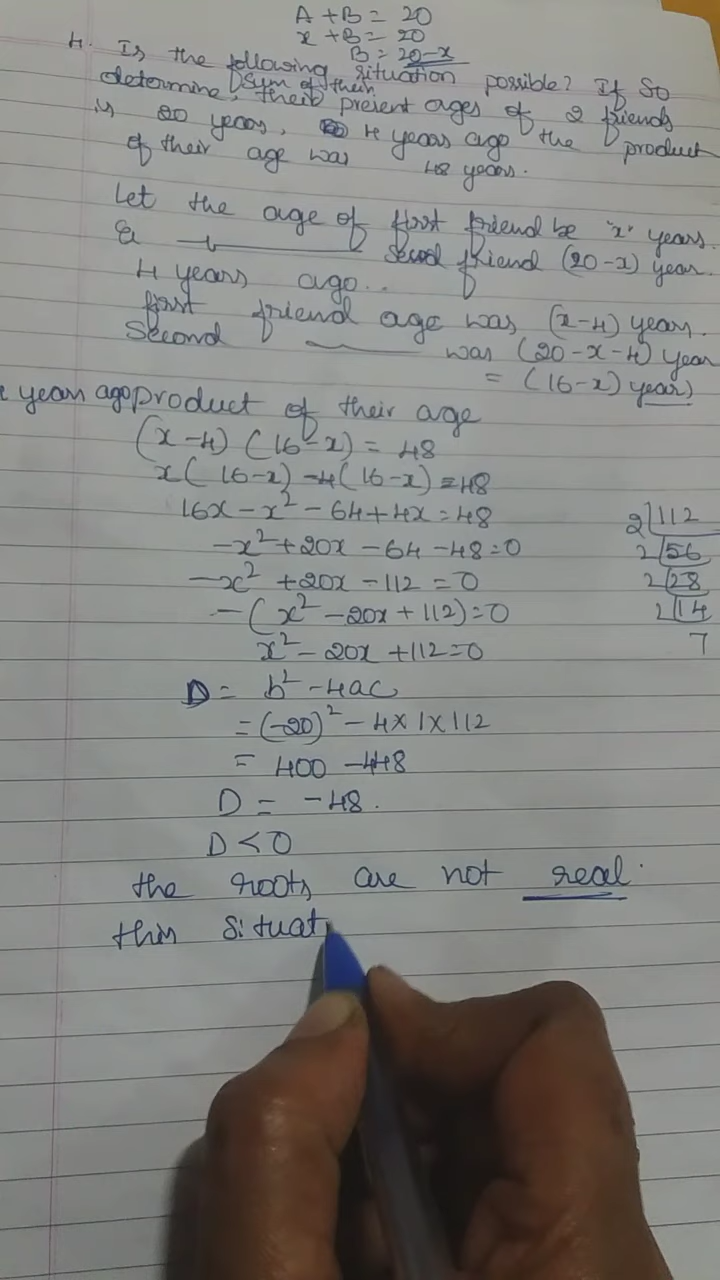 A + B = 20
x + B = 20
B = 20-x
4. Is the following situation possible? If so
sum of their
determine, their present ages of 2 friends
is 20 years, 4 years ago the product
of their age was 48 years.
Let the age of first friend be "x" years.
& second friend (20-x) year.
4 years ago..
first friend age was (x-4) years.
Second was (20-x-4) year
= (16-x) years)
years ago product of their age
(x-4) (16-x) = 48
x(16-x) -4(16-x) = 48
16x - x² - 64 + 4x = 48
-x² + 20x - 64 - 48 = 0
-x² + 20x - 112 = 0
-(x² - 20x + 112) = 0
x² - 20x + 112 = 0
2 112
2 56
2 28
2 14
7
D = b² - 4ac
= (-20)² - 4 x 1 x 112
= 400 - 448
D = -48.
D < 0
the roots are not real.
this situat